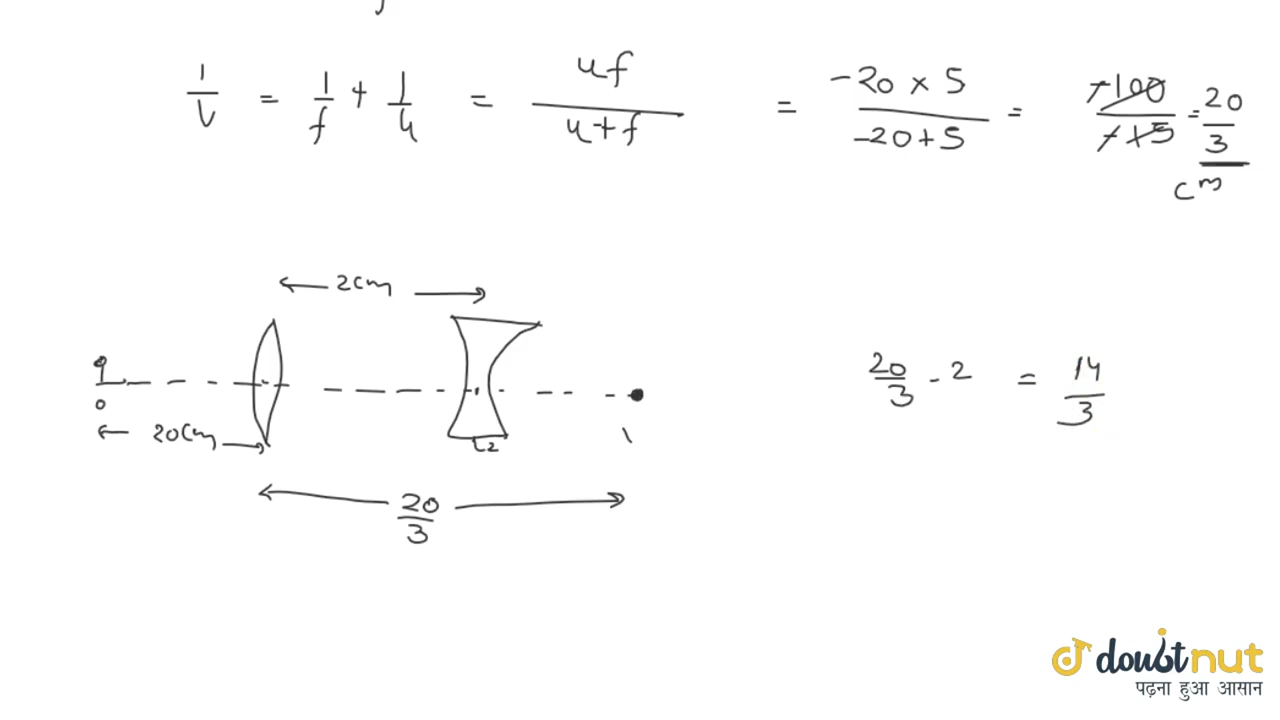 1/v = 1/f + 1/u = uf/u+f = -20 × 5/-20+5 = -100/-15 = 20/3 cm
2cm
20/3 - 2 = 14/3
o
20cm
L2
20/3
doubtnut
पढ़ना हुआ आसान